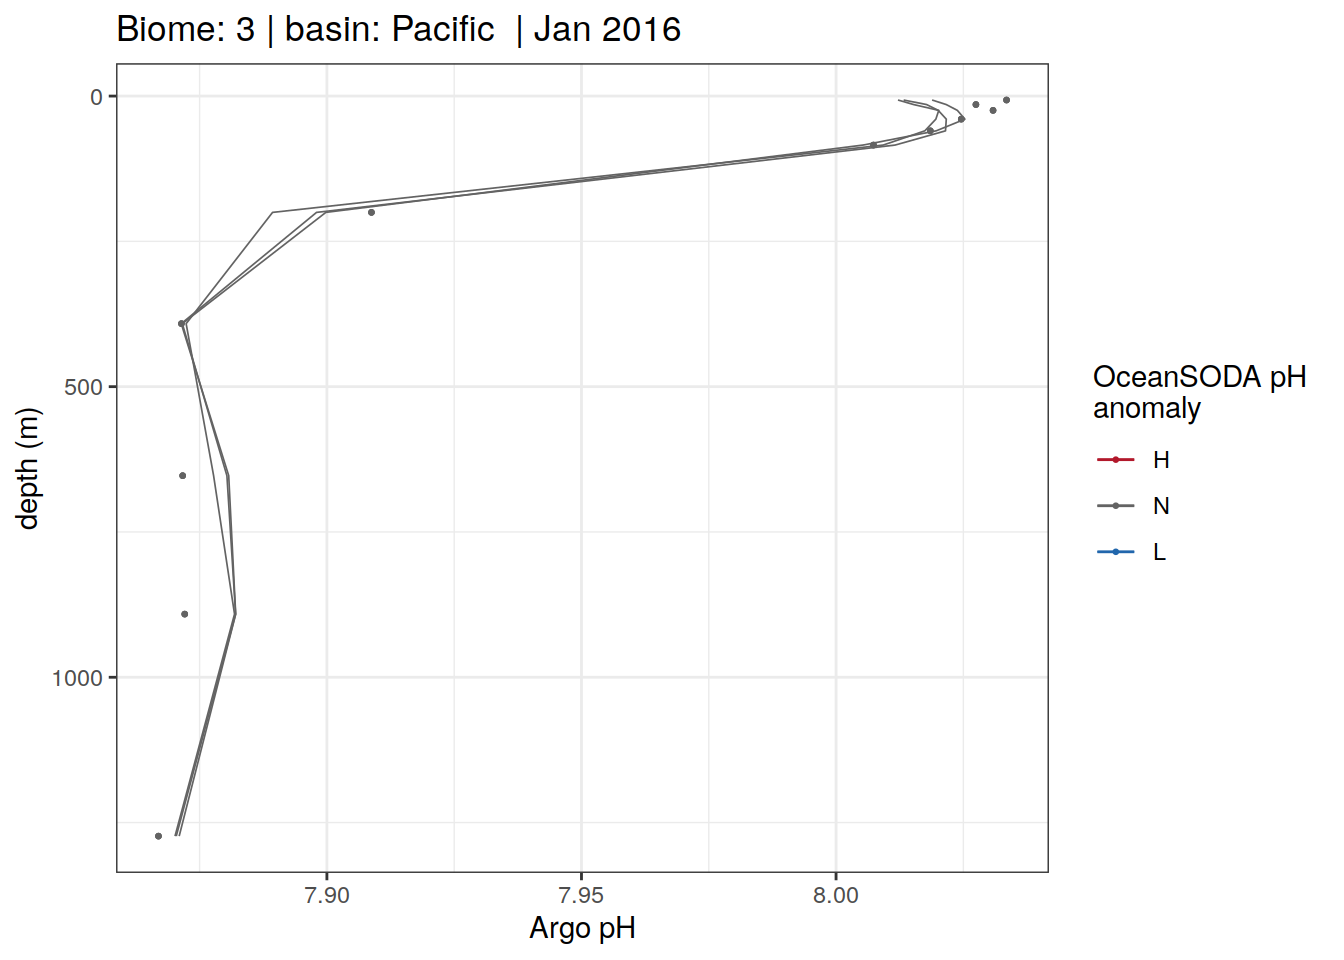 Biome: 3 | basin: Pacific  | Jan 2016
0
500
1000
depth (m)
7.90
7.95
8.00
Argo pH
OceanSODA pH
anomaly
H
N
L